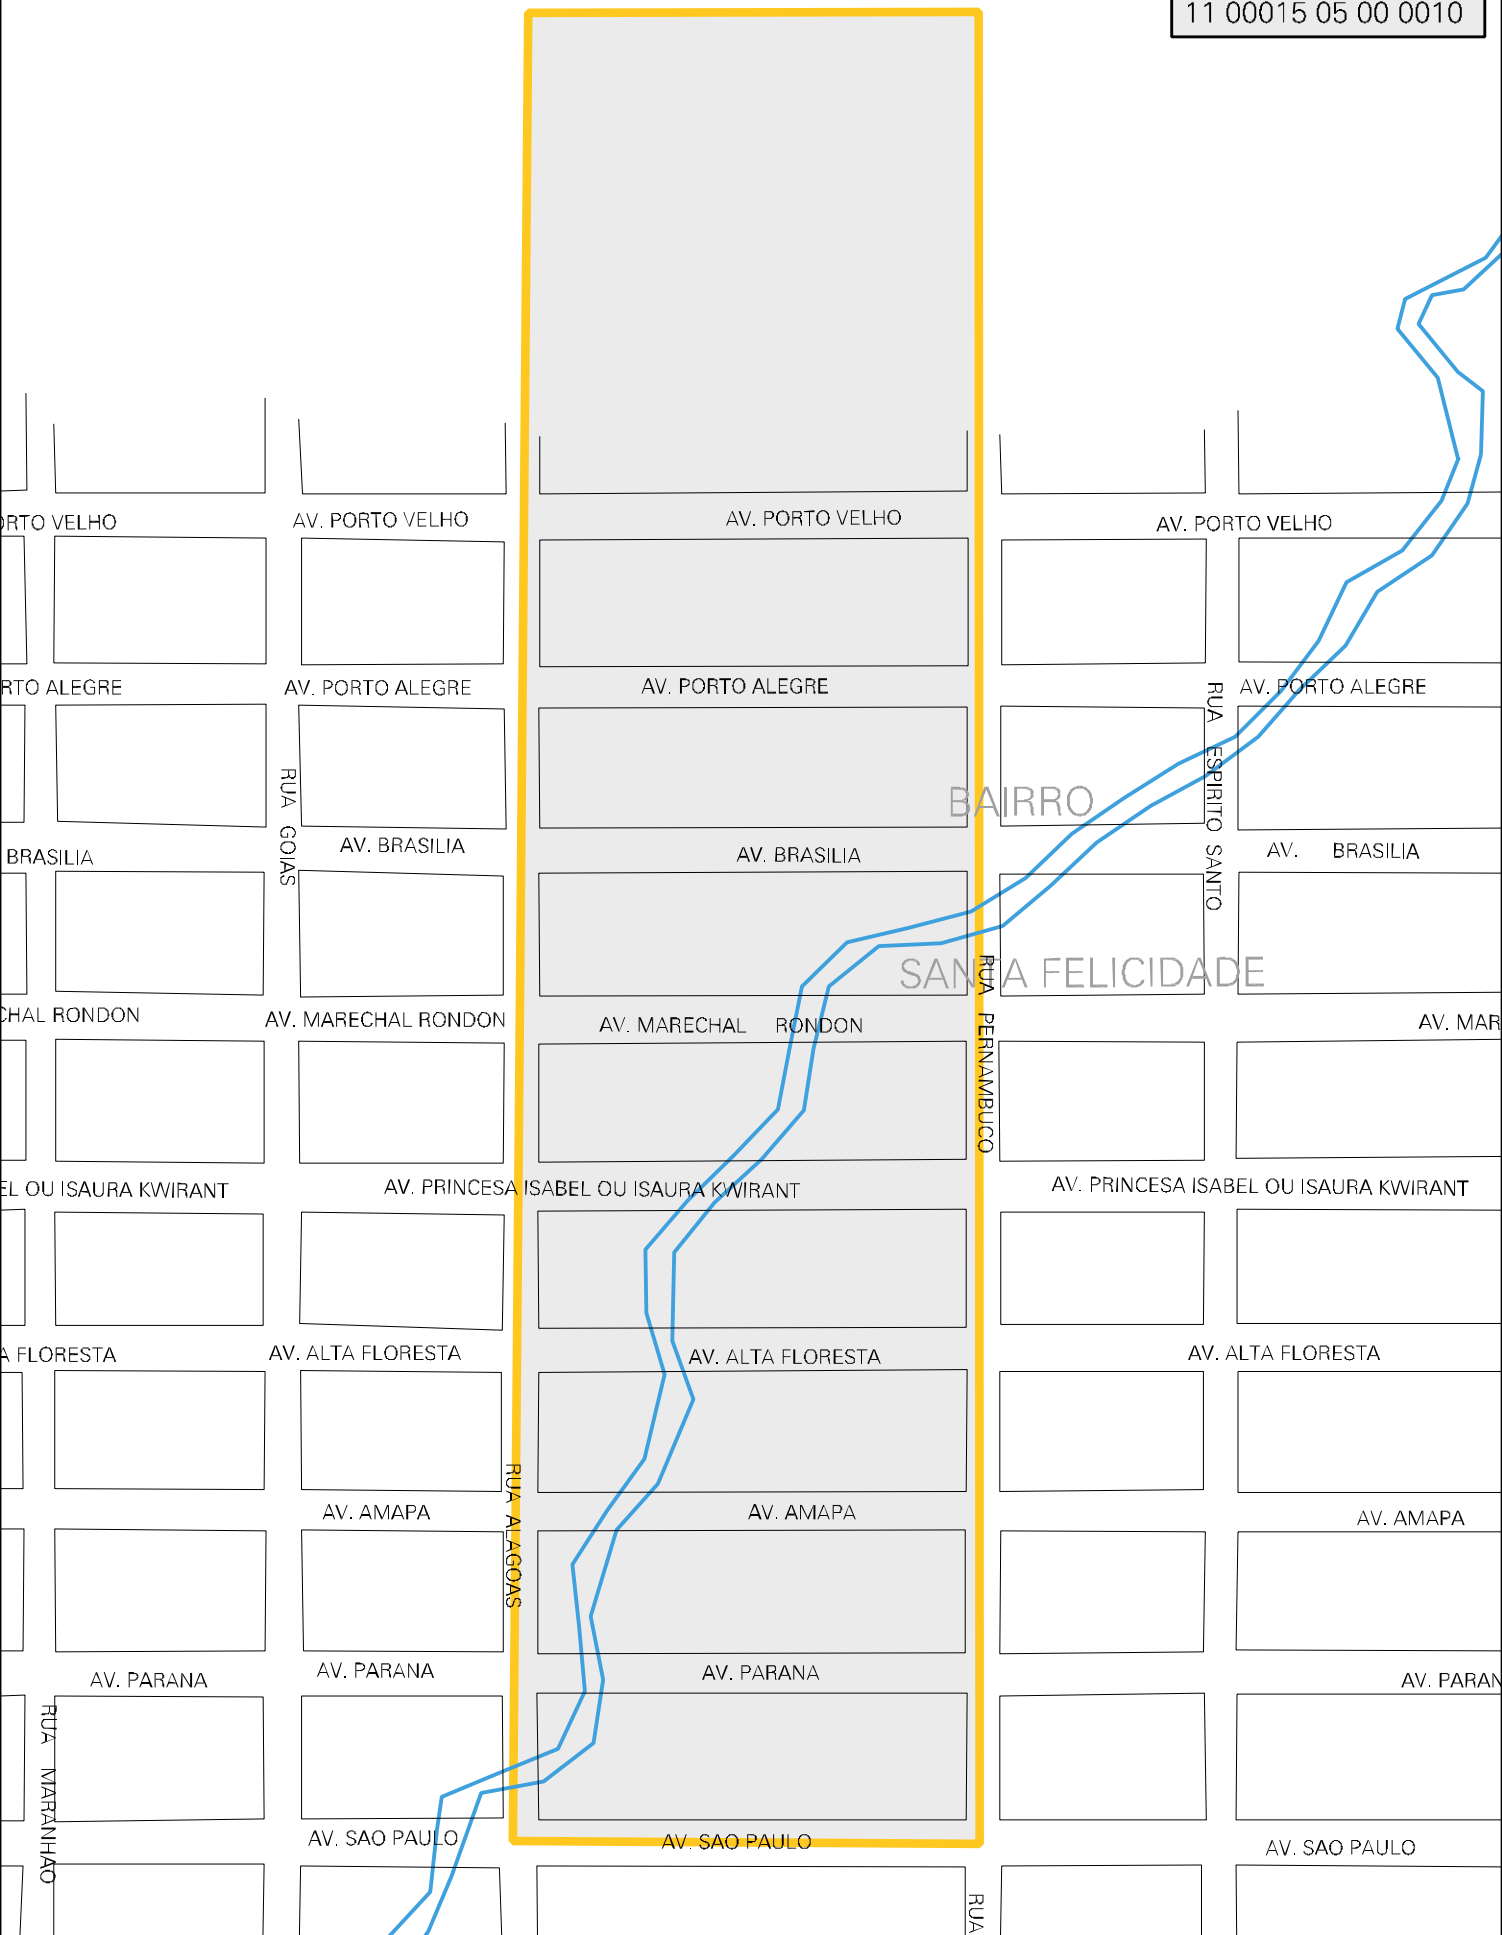 11 00015 05 00 0010
ORTO VELHO
AV. PORTO VELHO
AV. PORTO VELHO
AV. PORTO VELHO
RTO ALEGRE
AV. PORTO ALEGRE
AV. PORTO ALEGRE
AV. PORTO ALEGRE
RUA GOIAS
RUA ESPIRITO SANTO
BAIRRO
BRASILIA
AV. BRASILIA
AV. BRASILIA
AV. BRASILIA
SANTA FELICIDADE
CHAL RONDON
AV. MARECHAL RONDON
AV. MARECHAL RONDON
AV. MAR
RUA PERNAMBUCO
EL OU ISAURA KWIRANT
AV. PRINCESA ISABEL OU ISAURA KWIRANT
AV. PRINCESA ISABEL OU ISAURA KWIRANT
A FLORESTA
AV. ALTA FLORESTA
AV. ALTA FLORESTA
AV. ALTA FLORESTA
RUA ALAGOAS
AV. AMAPA
AV. AMAPA
AV. AMAPA
AV. PARANA
AV. PARANA
AV. PARANA
AV. PARAN
RUA MARANHAO
AV. SAO PAULO
AV. SAO PAULO
AV. SAO PAULO
RUA